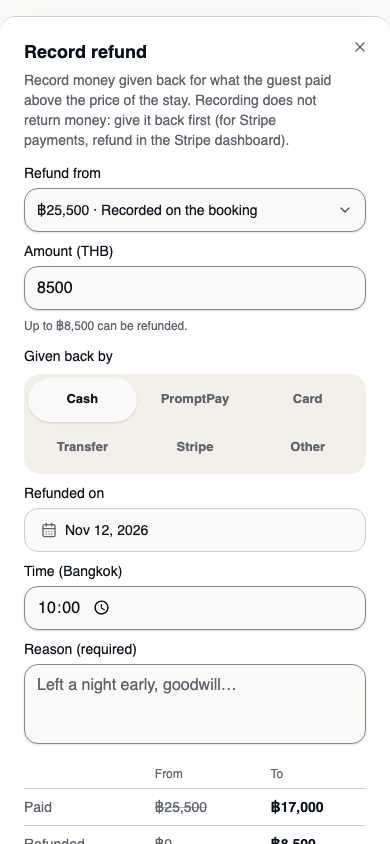 Record refund
Record money given back for what the guest paid
above the price of the stay. Recording does not
return money: give it back first (for Stripe
payments, refund in the Stripe dashboard).
Refund from
฿25,500 · Recorded on the booking
Amount (THB)
8500
Up to ฿8,500 can be refunded.
Given back by
Cash PromptPay Card
Transfer Stripe Other
Refunded on
Nov 12, 2026
Time (Bangkok)
10:00
Reason (required)
Left a night early, goodwill…
From To
Paid ฿25,500 ฿17,000
Refunded ฿0 ฿8,500